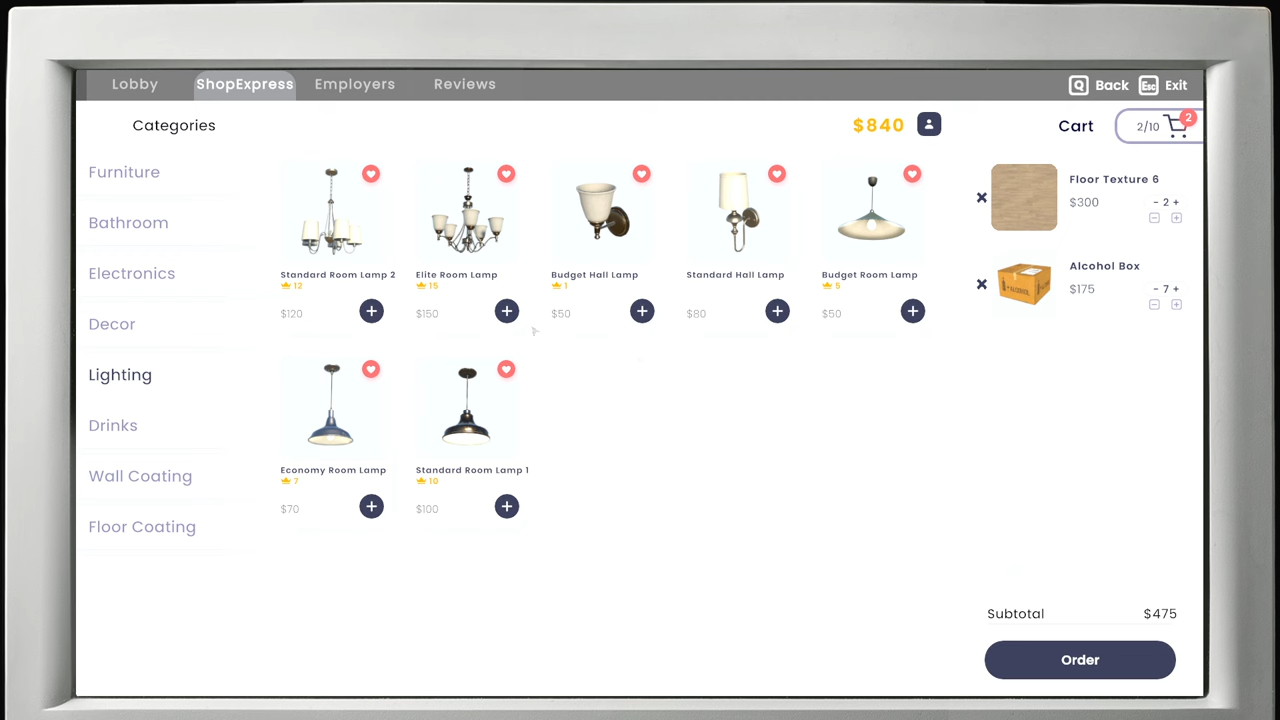 Lobby
ShopExpress
Employers
Reviews
Q Back
Esc Exit
Categories
$840
Cart
2/10
2
Furniture
Bathroom
Electronics
Decor
Lighting
Drinks
Wall Coating
Floor Coating
Standard Room Lamp 2
12
$120
Elite Room Lamp
15
$150
Budget Hall Lamp
1
$50
Standard Hall Lamp
$80
Budget Room Lamp
5
$50
Economy Room Lamp
7
$70
Standard Room Lamp 1
10
$100
Floor Texture 6
$300
- 2 +
Alcohol Box
$175
- 7 +
ALCOHOL
Subtotal
$475
Order